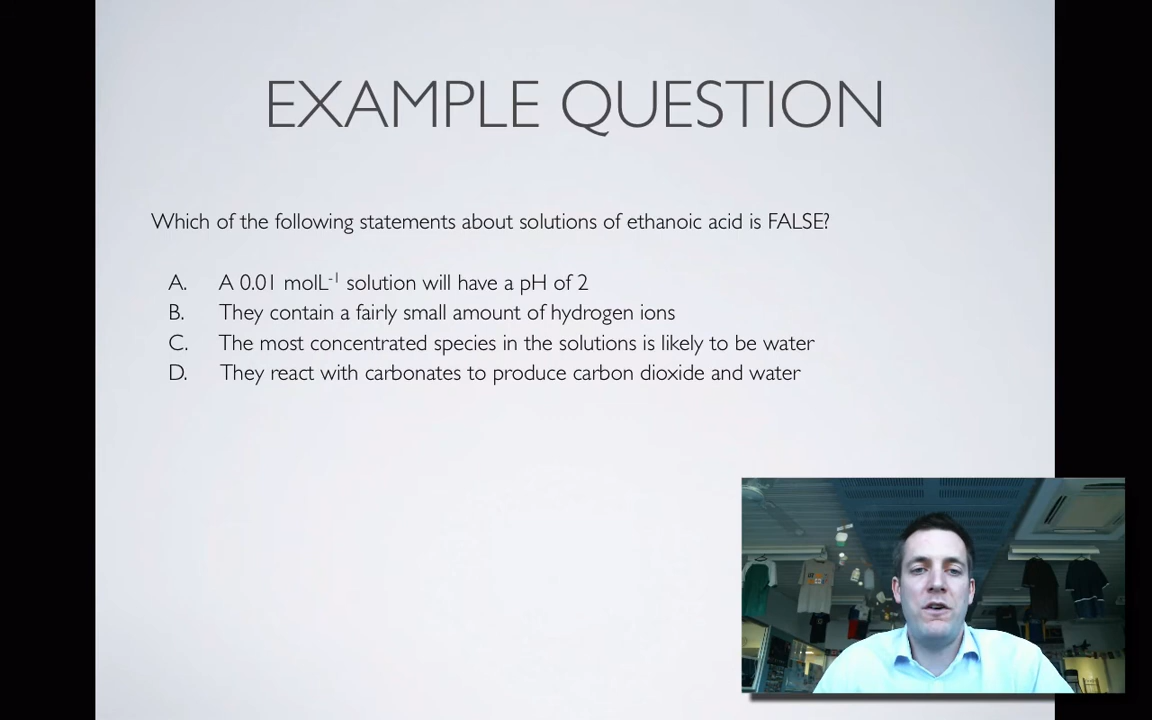 EXAMPLE QUESTION
Which of the following statements about solutions of ethanoic acid is FALSE?
A. A 0.01 molL⁻¹ solution will have a pH of 2
B. They contain a fairly small amount of hydrogen ions
C. The most concentrated species in the solutions is likely to be water
D. They react with carbonates to produce carbon dioxide and water